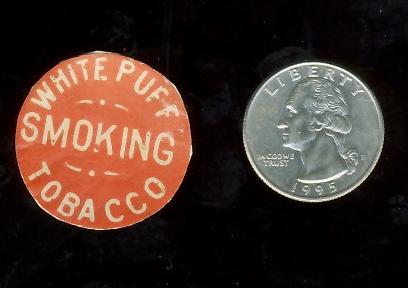 WHITE PUFF
SMOKING
TOBACCO
LIBERTY
IN GOD WE
TRUST
D
1995